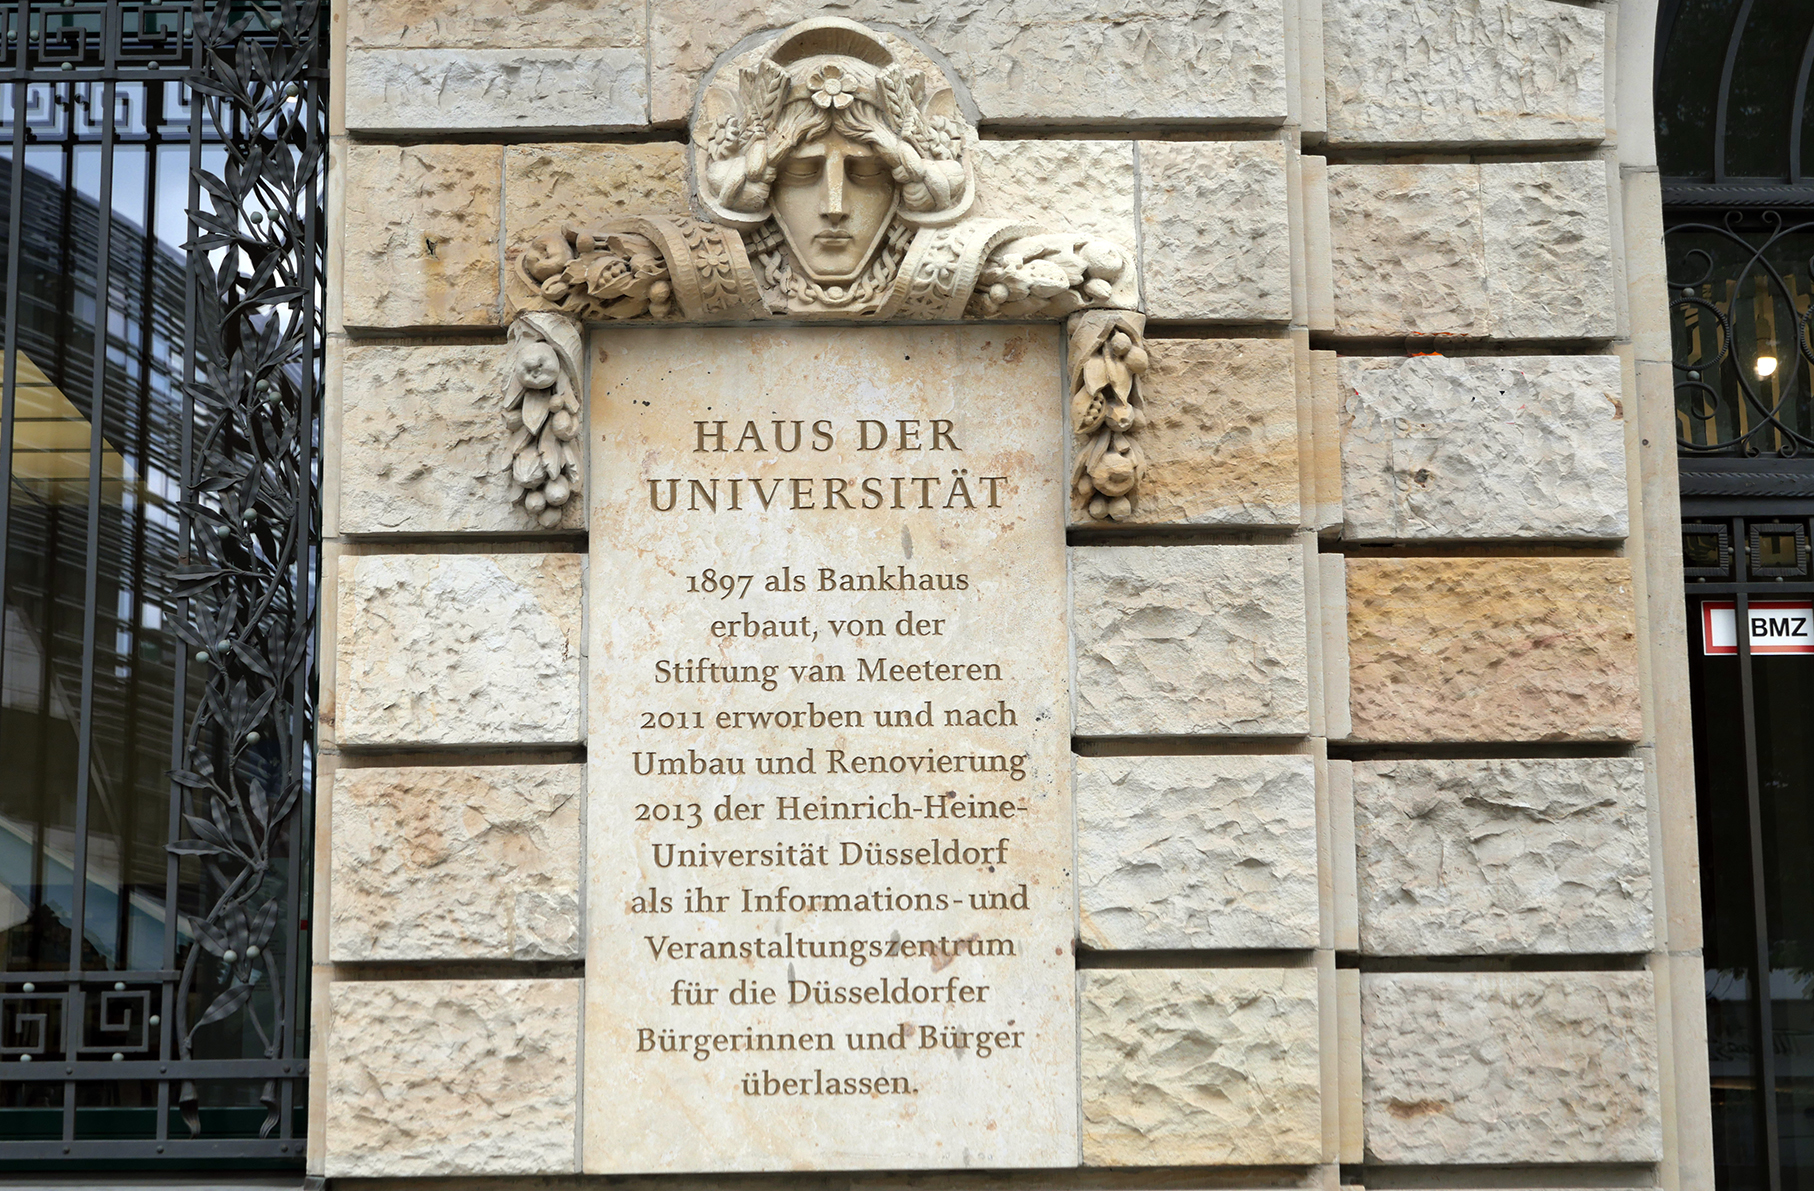 HAUS DER
UNIVERSITÄT
1897 als Bankhaus
erbaut, von der
Stiftung van Meeteren
2011 erworben und nach
Umbau und Renovierung
2013 der Heinrich-Heine-
Universität Düsseldorf
als ihr Informations-und
Veranstaltungszentrum
für die Düsseldorfer
Bürgerinnen und Bürger
überlassen.
BMZ